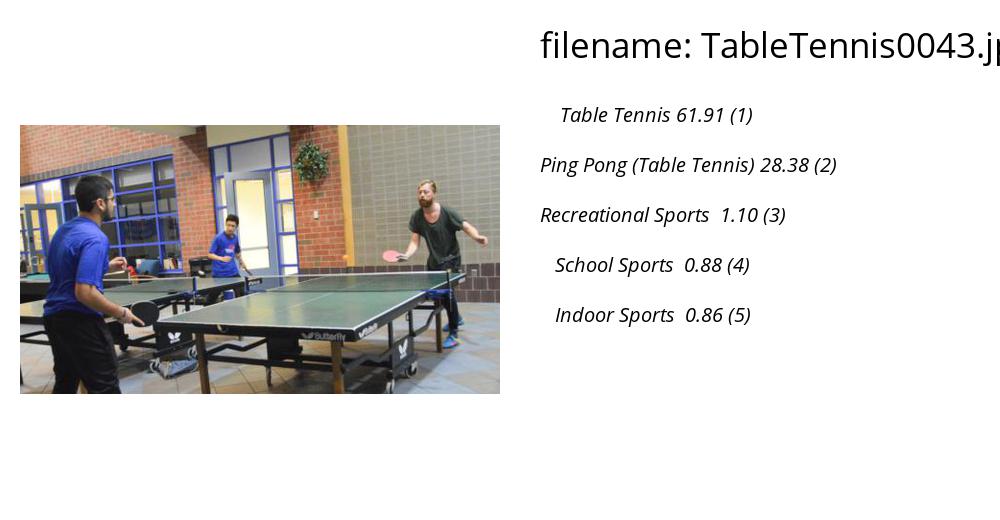 filename: TableTennis0043.jp
Table Tennis 61.91 (1)
Ping Pong (Table Tennis) 28.38 (2)
Recreational Sports 1.10 (3)
School Sports 0.88 (4)
Indoor Sports 0.86 (5)
Butterfly